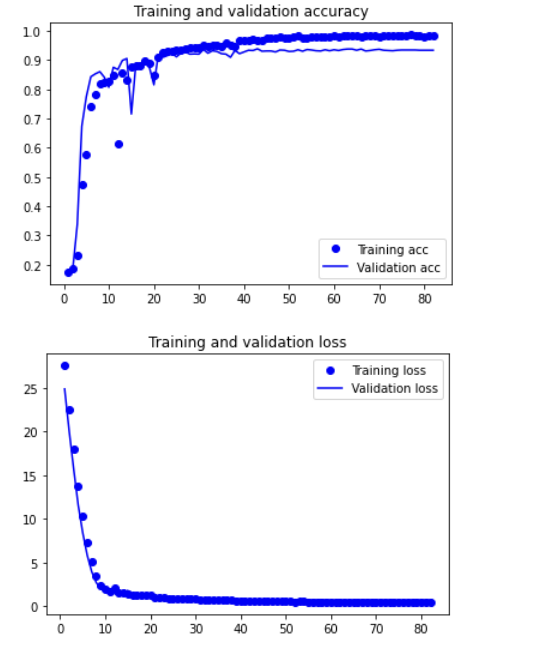 Training and validation accuracy
1.0
0.9
0.8
0.7
0.6
0.5
0.4
0.3
0.2
Training acc
Validation acc
0 10 20 30 40 50 60 70 80
Training and validation loss
Training loss
Validation loss
25
20
15
10
5
0
0 10 20 30 40 50 60 70 80